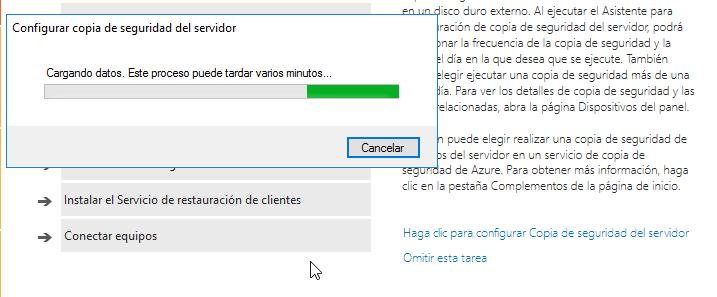 Configurar copia de seguridad del servidor
Cargando datos. Este proceso puede tardar varios minutos...
Cancelar
Instalar el Servicio de restauración de clientes
Conectar equipos
en un disco duro externo. Al ejecutar el Asistente para
copia de seguridad del servidor, podrá
la frecuencia de la copia de seguridad y la
día en la que desea que se ejecute. También
elegir ejecutar una copia de seguridad más de una
día. Para ver los detalles de copia de seguridad y las
relacionadas, abra la página Dispositivos del panel.
puede elegir realizar una copia de seguridad de
del servidor en un servicio de copia de
seguridad de Azure. Para obtener más información, haga
clic en la pestaña Complementos de la página de inicio.
Haga clic para configurar Copia de seguridad del servidor
Omitir esta tarea